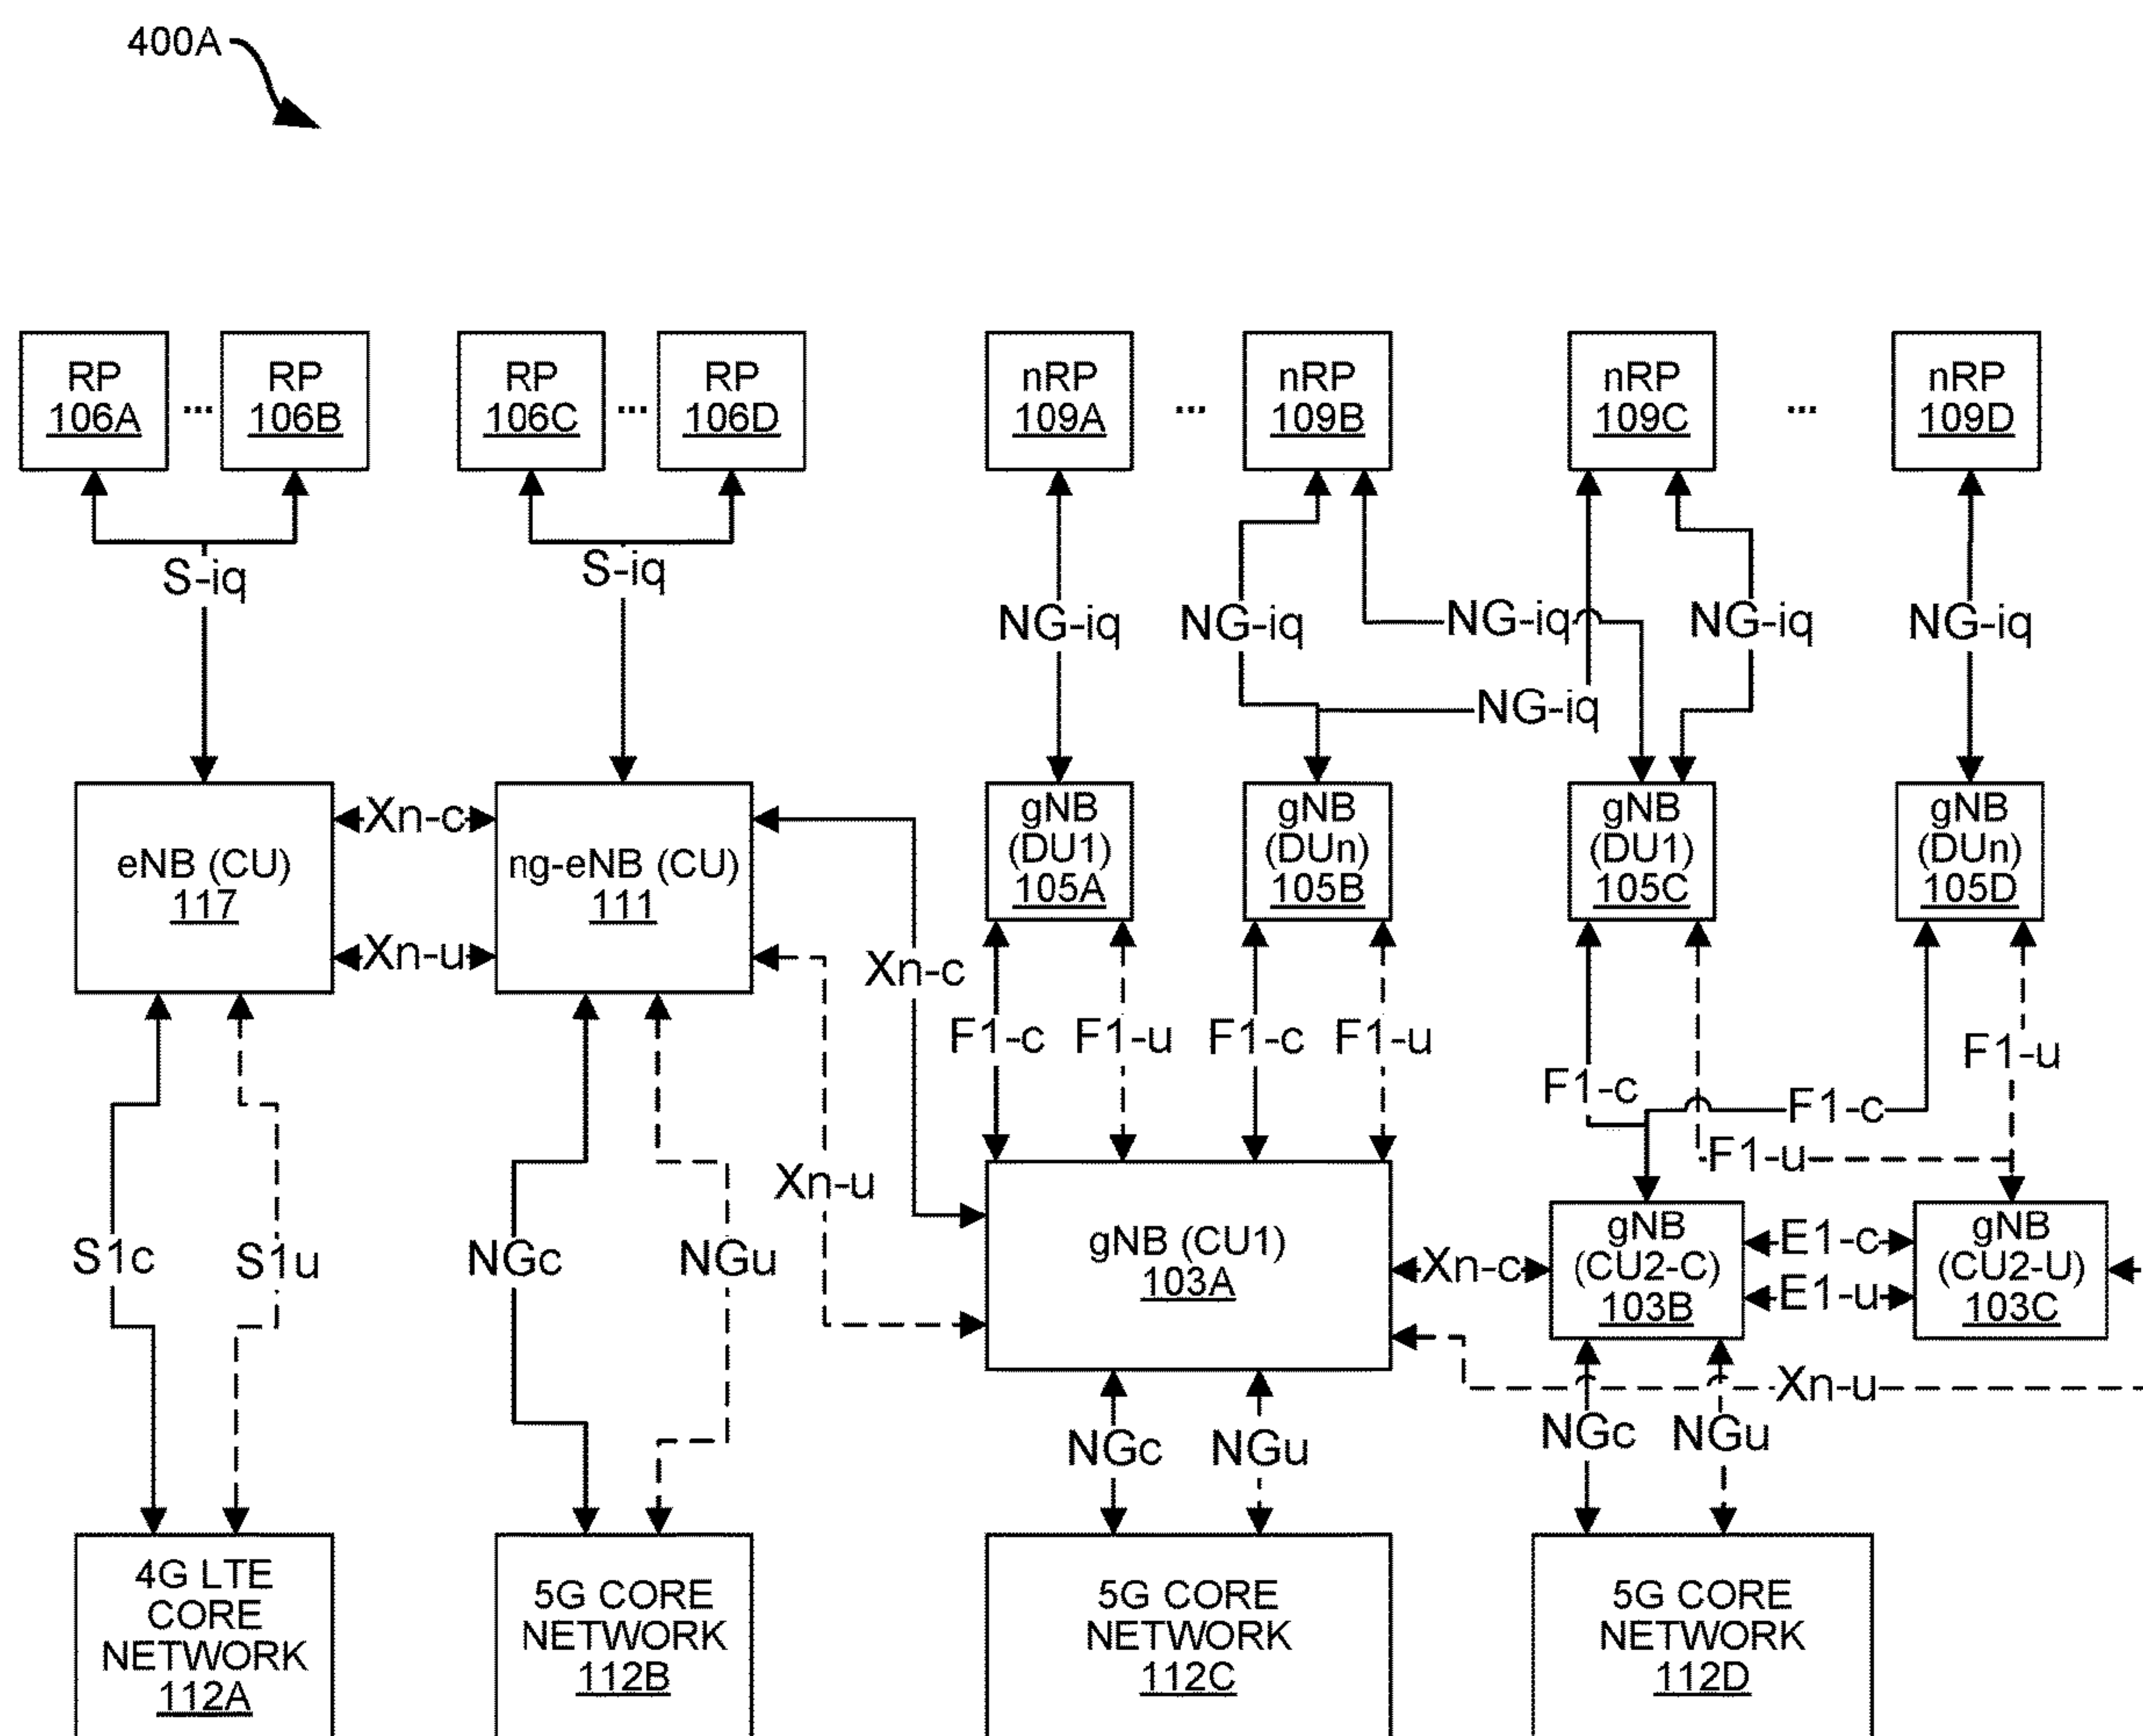 400A
RP
106A
...
RP
106B
RP
106C
...
RP
106D
nRP
109A
...
nRP
109B
nRP
109C
...
nRP
109D
S-iq
S-iq
NG-iq
NG-iq
NG-iq
NG-iq
NG-iq
NG-iq
eNB (CU)
117
Xn-c
Xn-u
ng-eNB (CU)
111
gNB
(DU1)
105A
gNB
(DUn)
105B
gNB
(DU1)
105C
gNB
(DUn)
105D
Xn-c
Xn-u
F1-c
F1-u
F1-c
F1-u
F1-c
F1-c
F1-u
F1-u
S1c
S1u
NGc
NGu
gNB (CU1)
103A
Xn-c
gNB
(CU2-C)
103B
E1-c
E1-u
gNB
(CU2-U)
103C
Xn-u
NGc
NGu
NGc
NGu
4G LTE
CORE
NETWORK
112A
5G CORE
NETWORK
112B
5G CORE
NETWORK
112C
5G CORE
NETWORK
112D